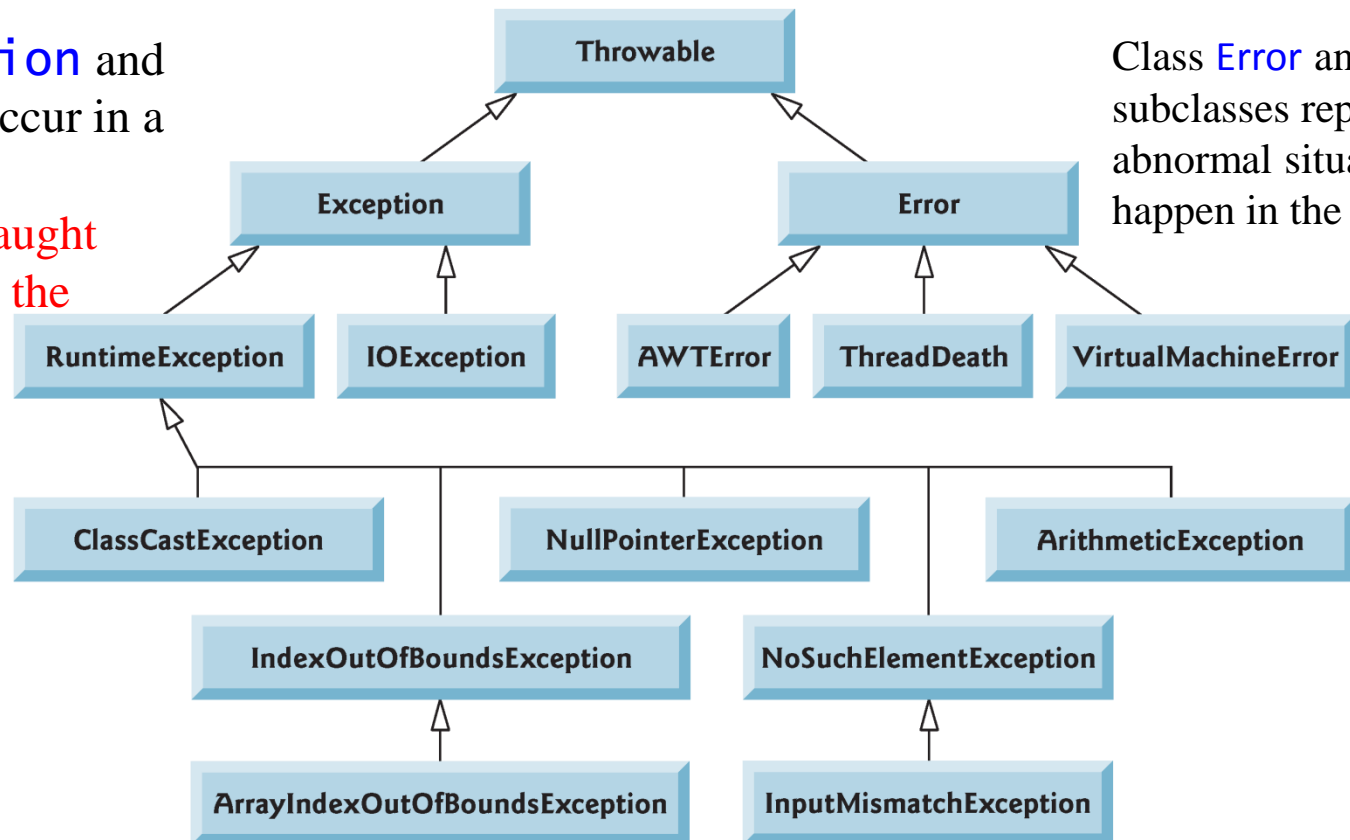 ion and
ccur in a
aught
the
Throwable
Class Error an
subclasses rep
abnormal situa
happen in the
Exception
Error
RuntimeException
IOException
AWTError
ThreadDeath
VirtualMachineError
ClassCastException
NullPointerException
ArithmeticException
IndexOutOfBoundsException
NoSuchElementException
ArrayIndexOutOfBoundsException
InputMismatchException